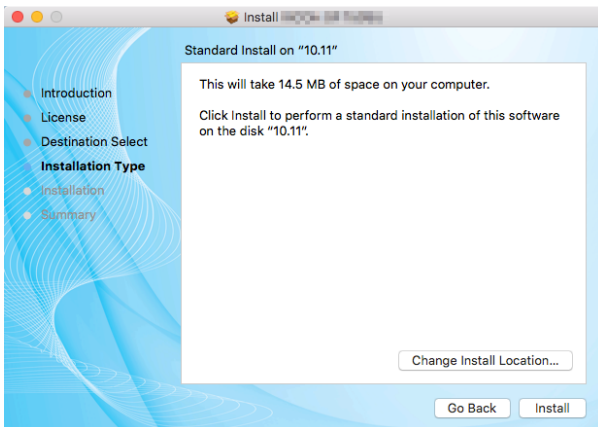 Install
Standard Install on "10.11"
Introduction
License
Destination Select
Installation Type
Installation
Summary
This will take 14.5 MB of space on your computer.
Click Install to perform a standard installation of this software
on the disk "10.11".
Change Install Location...
Go Back
Install